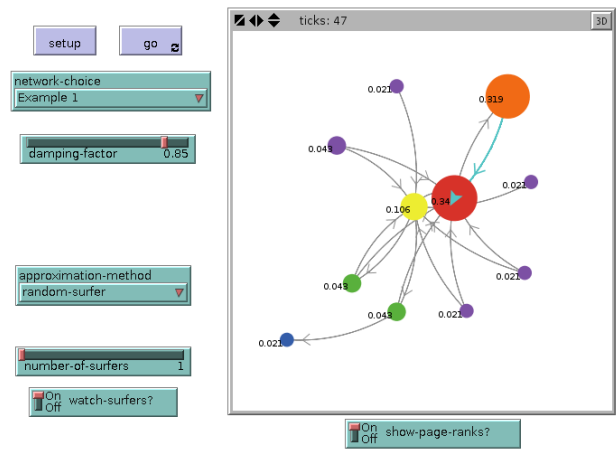 ticks: 47
3D
setup
go
network-choice
Example 1
damping-factor 0.85
approximation-method
random-surfer
number-of-surfers 1
On
Off
watch-surfers?
0.021
0.319
0.043
0.021
0.34
0.106
0.043
0.021
0.043
0.021
0.021
On
Off
show-page-ranks?